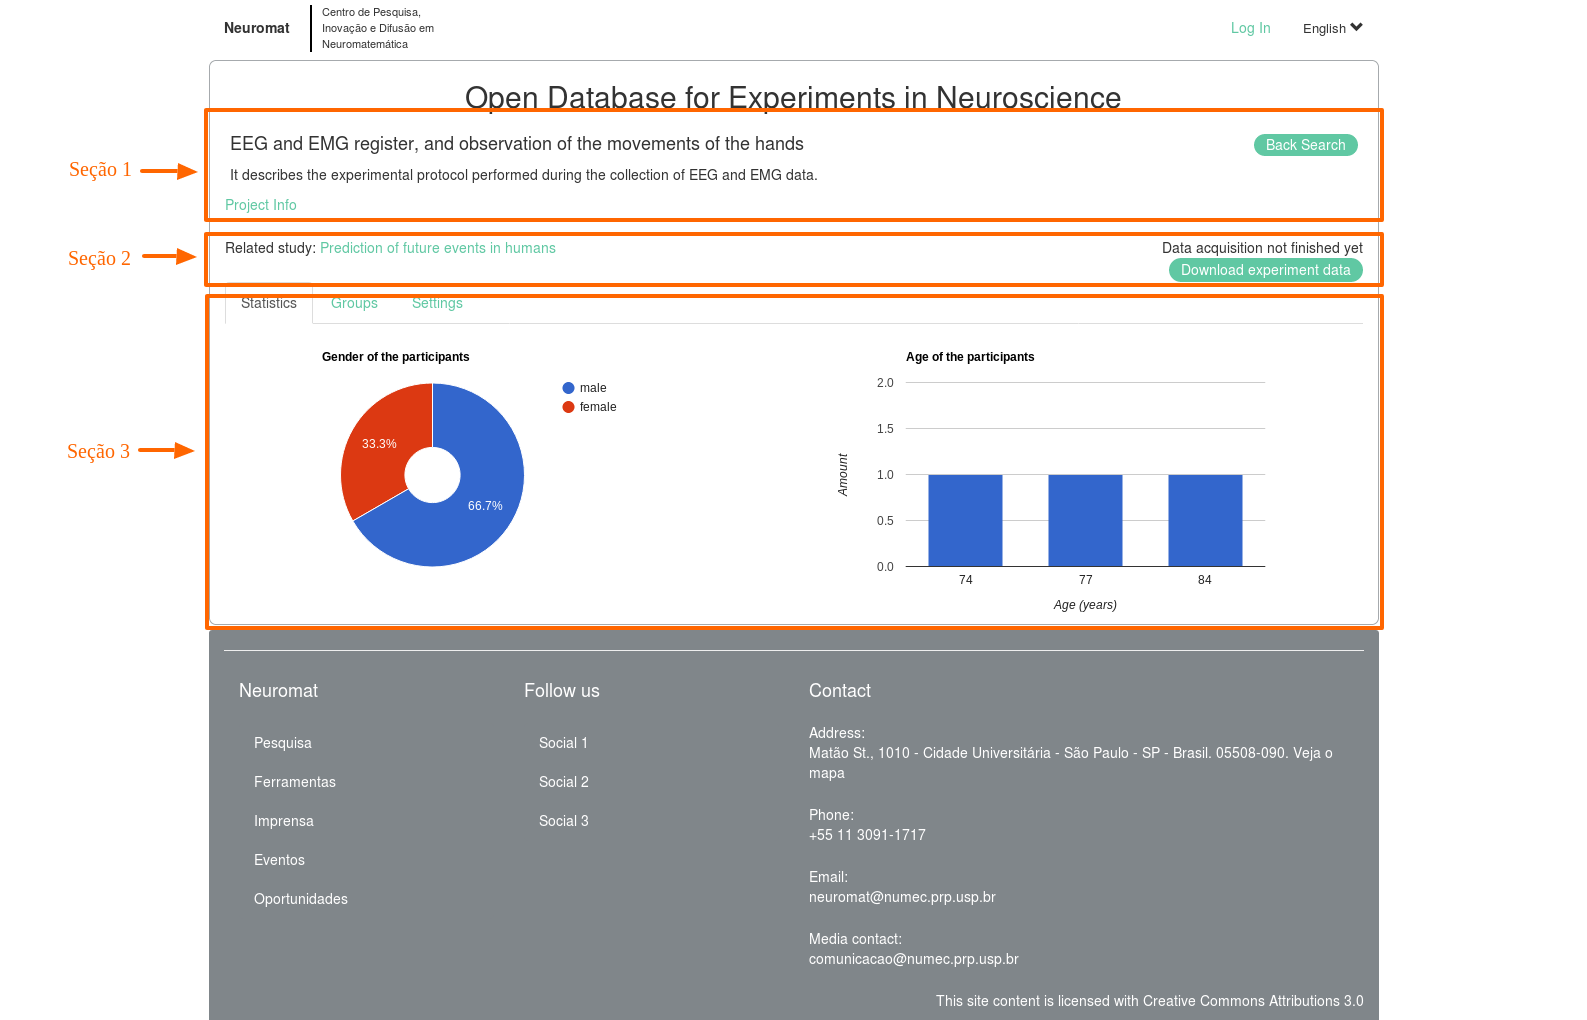 Neuromat
Centro de Pesquisa,
Inovação e Difusão em
Neuromatemática
Log In
English
Open Database for Experiments in Neuroscience
Seção 1
EEG and EMG register, and observation of the movements of the hands
Back Search
It describes the experimental protocol performed during the collection of EEG and EMG data.
Project Info
Seção 2
Related study: Prediction of future events in humans
Data acquisition not finished yet
Download experiment data
Seção 3
Statistics
Groups
Settings
Gender of the participants
male
female
33.3%
66.7%
Age of the participants
2.0
1.5
1.0
0.5
0.0
Amount
74
77
84
Age (years)
Neuromat
Pesquisa
Ferramentas
Imprensa
Eventos
Oportunidades
Follow us
Social 1
Social 2
Social 3
Contact
Address:
Matão St., 1010 - Cidade Universitária - São Paulo - SP - Brasil. 05508-090. Veja o
mapa
Phone:
+55 11 3091-1717
Email:
neuromat@numec.prp.usp.br
Media contact:
comunicacao@numec.prp.usp.br
This site content is licensed with Creative Commons Attributions 3.0